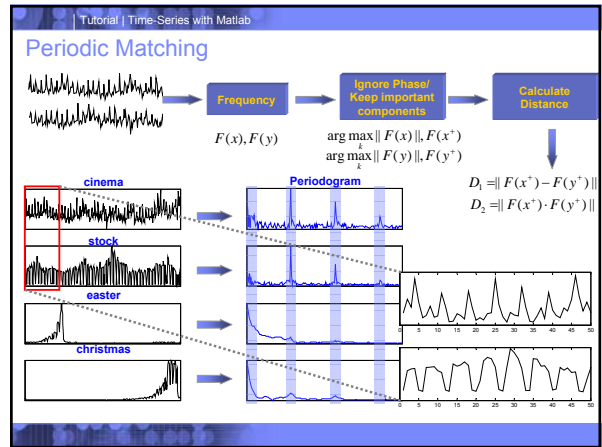 Tutorial | Time-Series with Matlab
Periodic Matching
Frequency
Ignore Phase/
Keep important
components
Calculate
Distance
F(x), F(y)
arg max k || F(x) ||, F(x⁺)
arg max k || F(y) ||, F(y⁺)
D₁ =|| F(x⁺) − F(y⁺) ||
D₂ =|| F(x⁺) · F(y⁺) ||
cinema
Periodogram
stock
easter
christmas
0 5 10 15 20 25 30 35 40 45 50
0 5 10 15 20 25 30 35 40 45 50